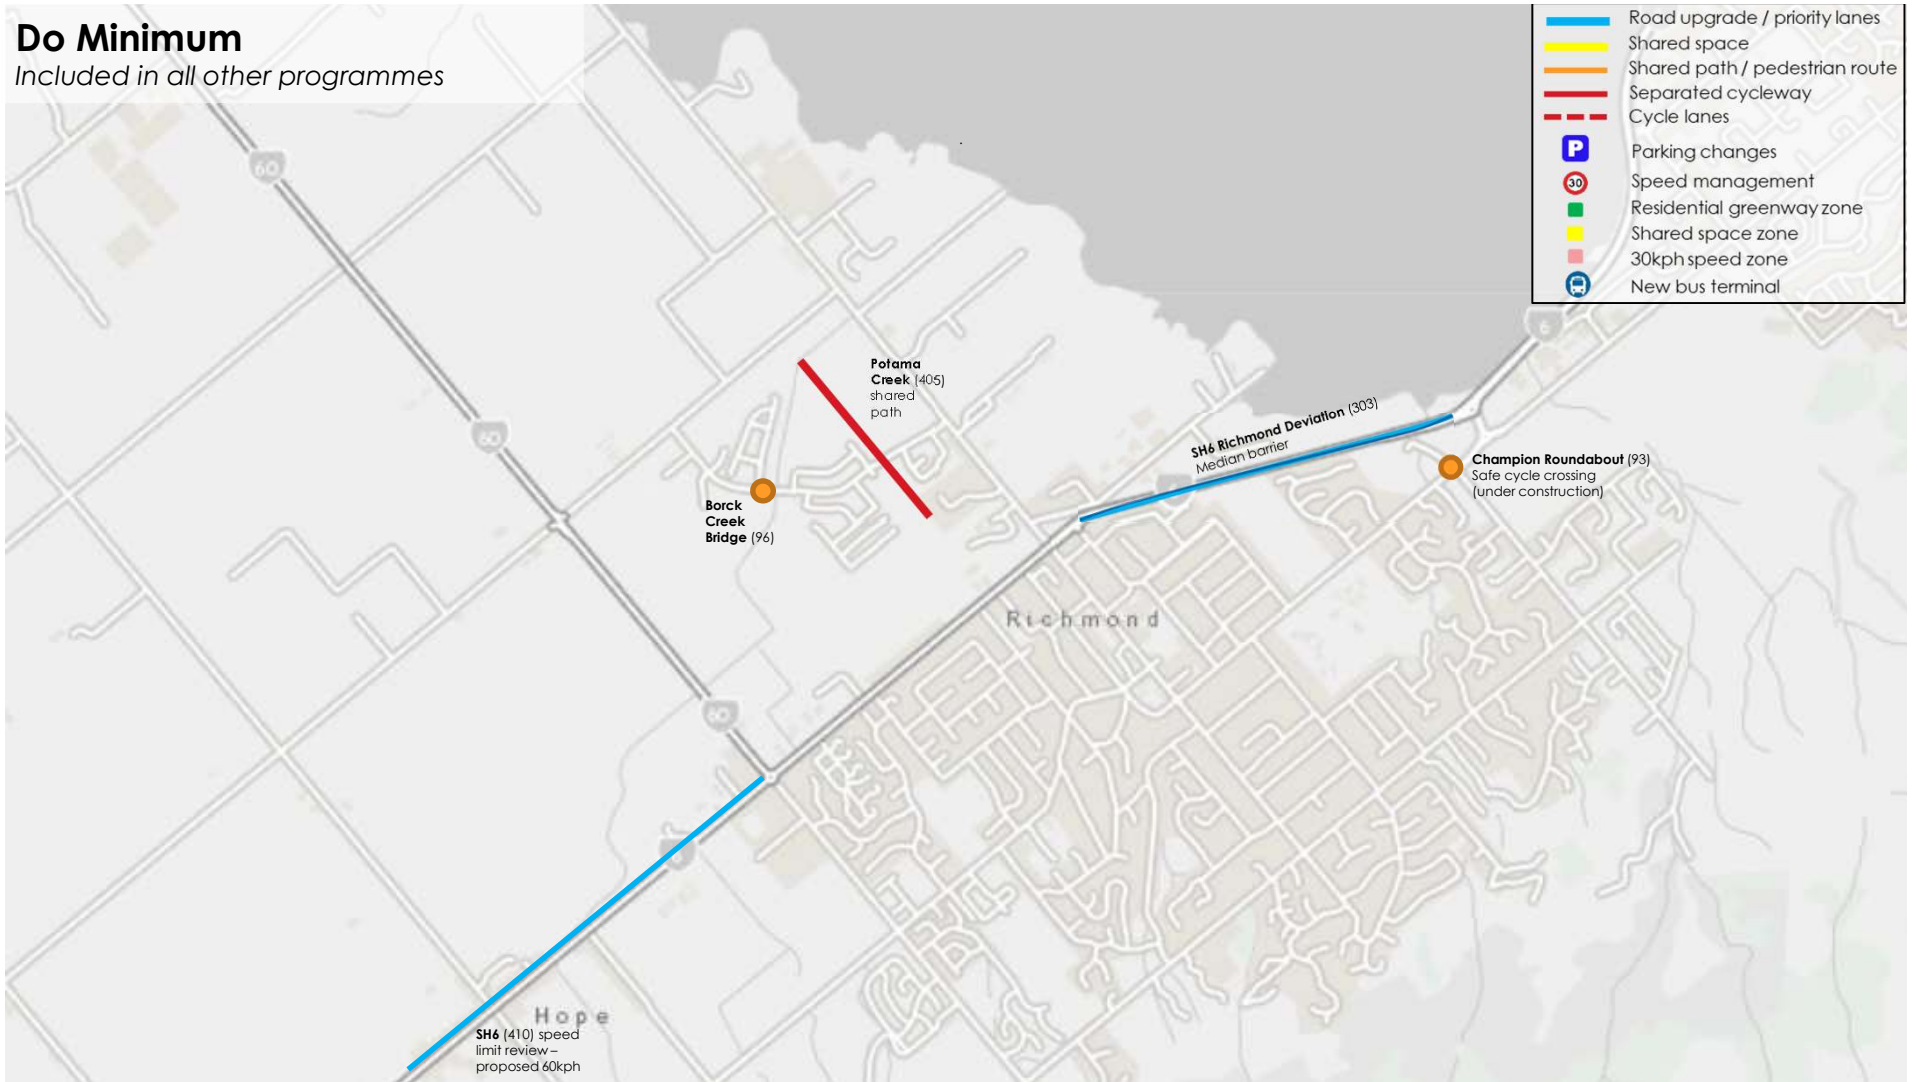 Do Minimum
Included in all other programmes
Road upgrade / priority lanes
Shared space
Shared path / pedestrian route
Separated cycleway
Cycle lanes
P
Parking changes
30
Speed management
Residential greenway zone
Shared space zone
30kph speed zone
New bus terminal
60
6
Potama
Creek (405)
shared
path
SH6 Richmond Deviation (303)
Median barrier
60
Champion Roundabout (93)
Safe cycle crossing
(under construction)
Borck
Creek
Bridge (96)
Richmond
60
Hope
SH6 (410) speed
limit review –
proposed 60kph